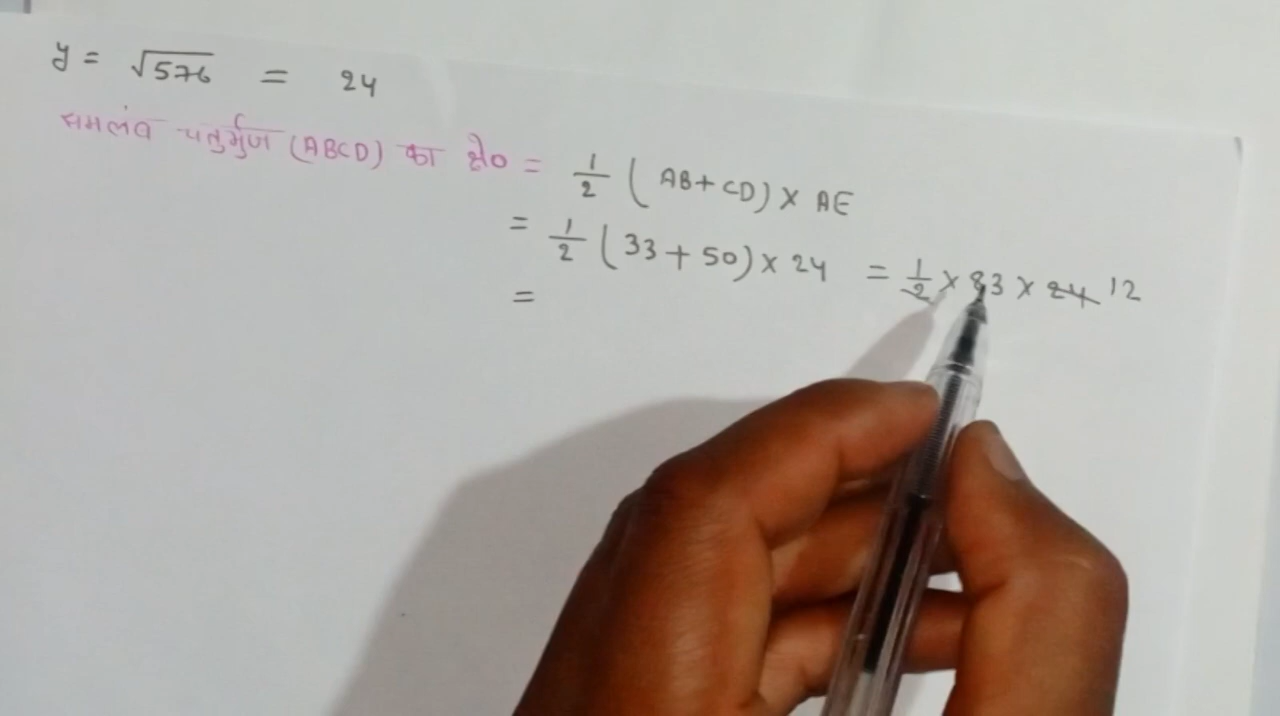 y = √576 = 24
समलंब चतुर्भुज (ABCD) का क्षे० = 1/2 (AB + CD) × AE
= 1/2 (33 + 50) × 24 = 1/2 × 83 × 24 12
=